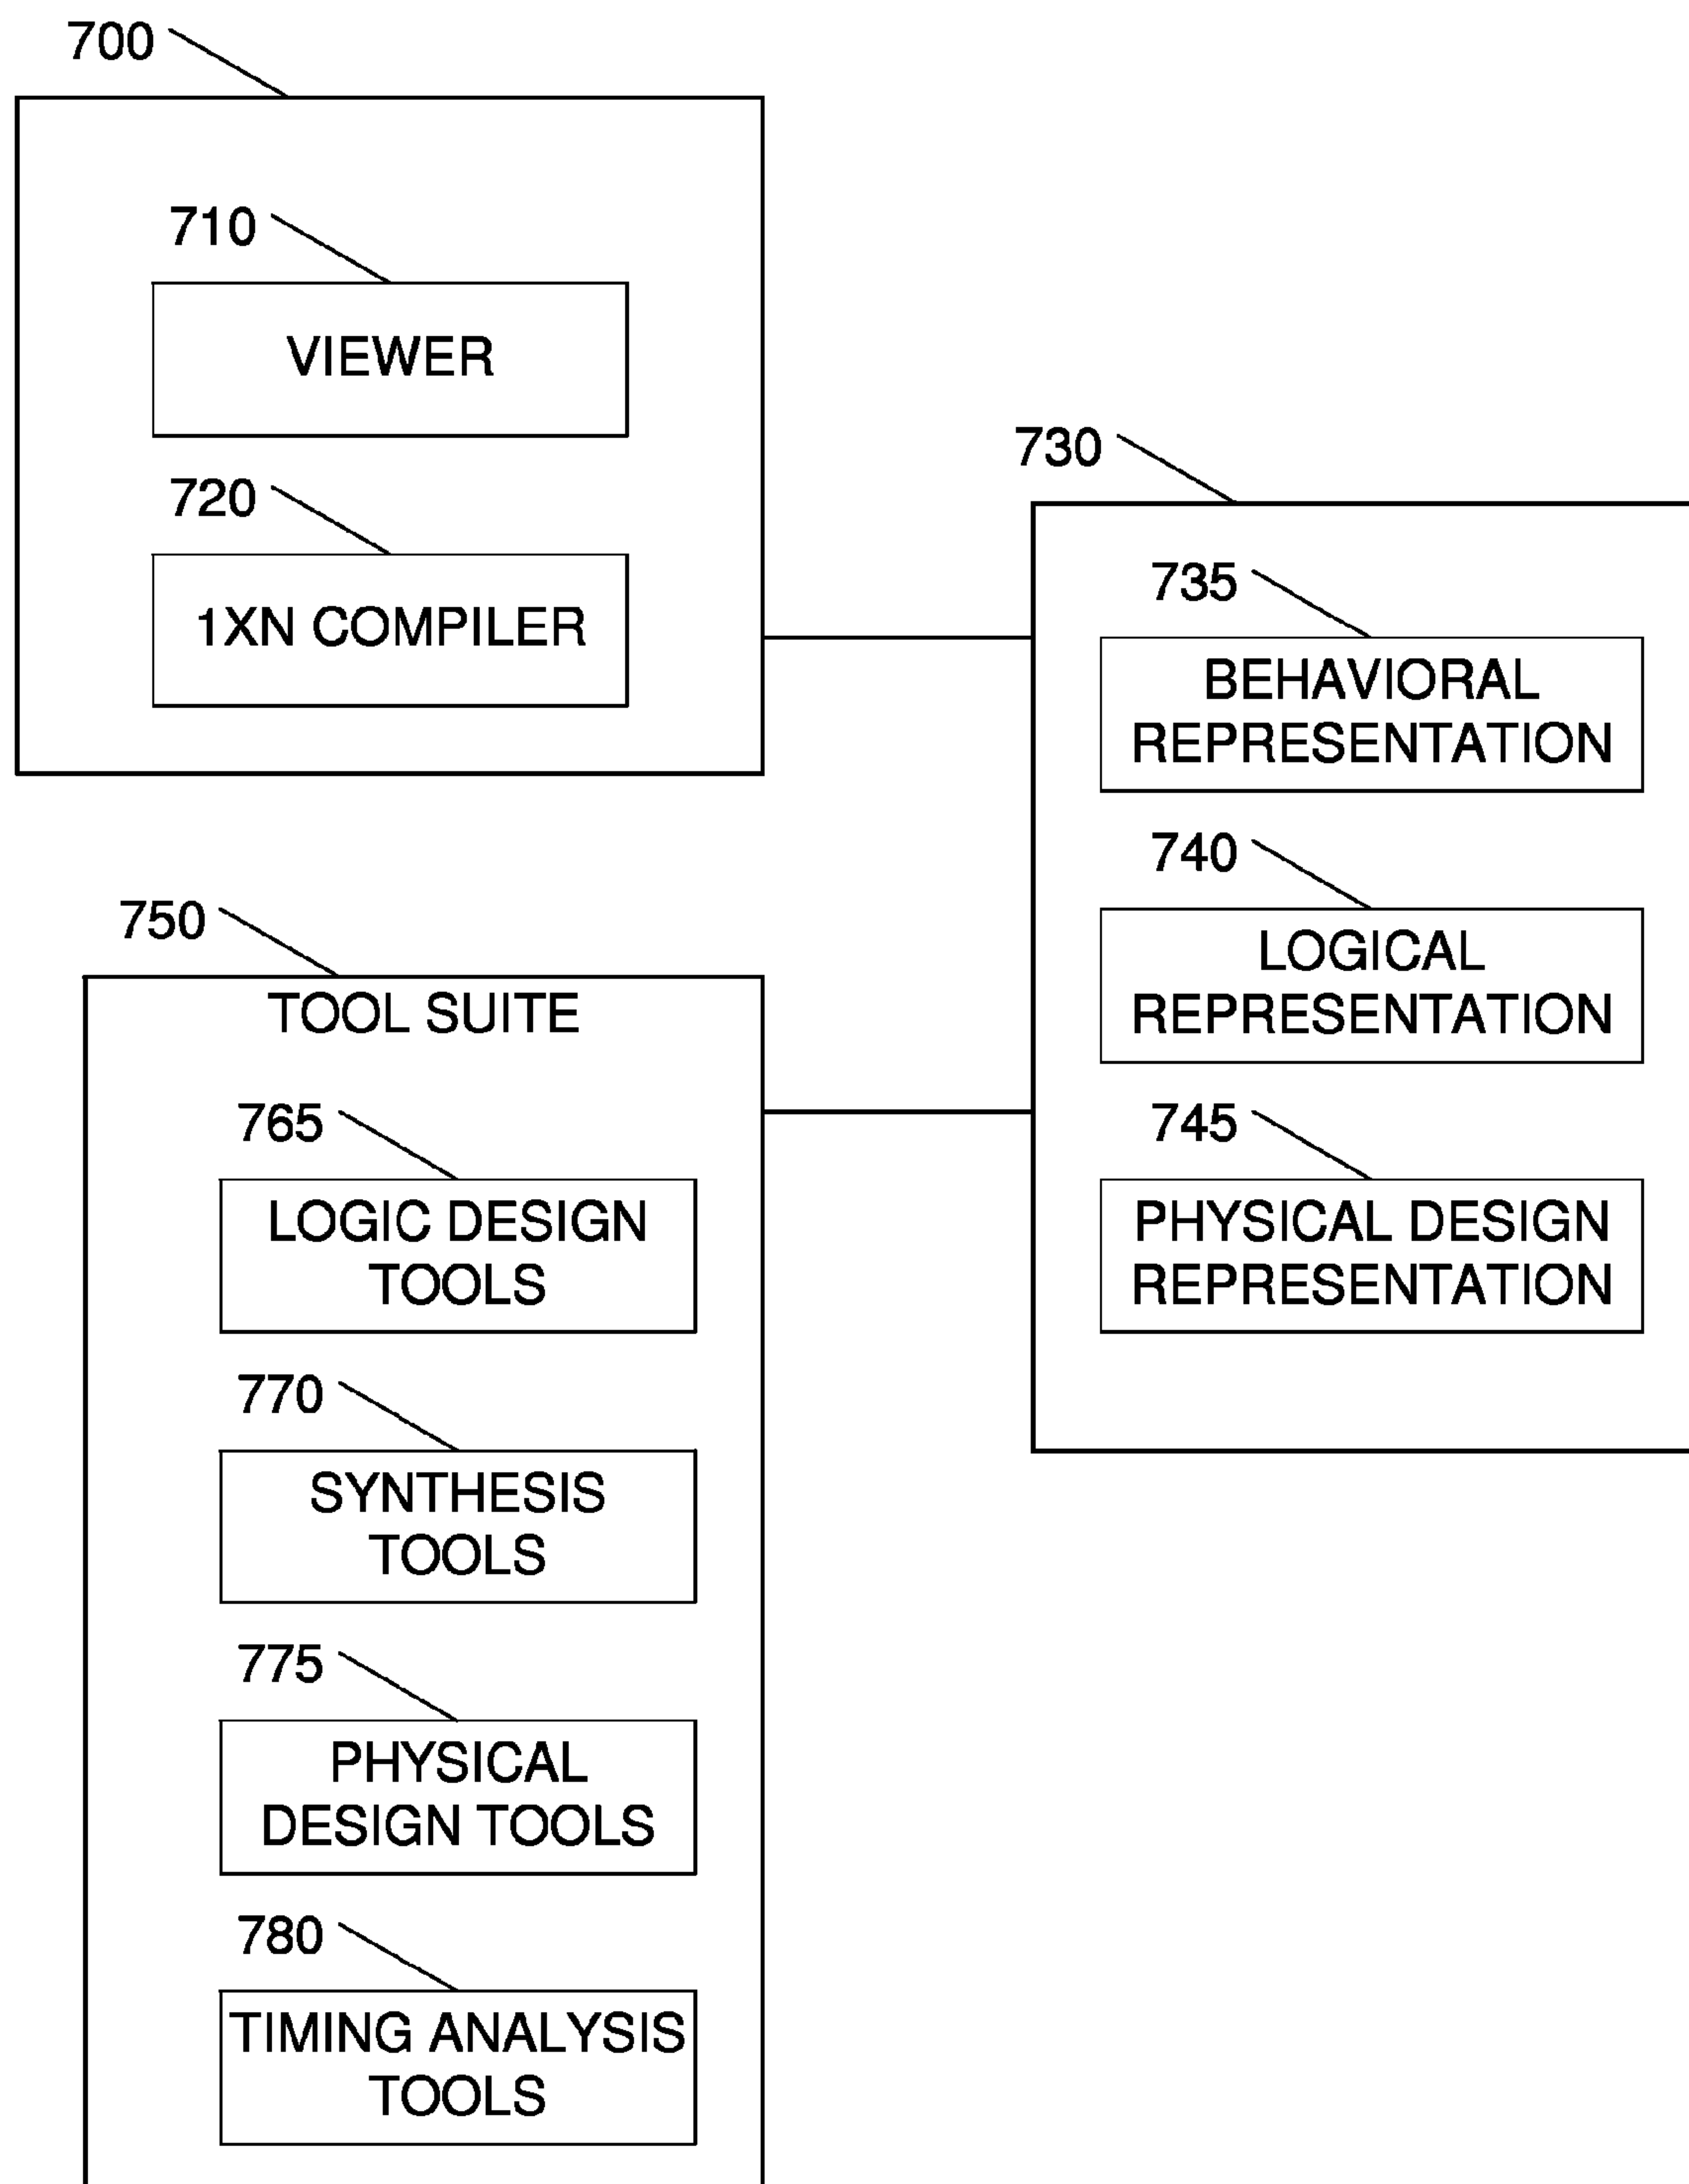 700
710
VIEWER
720
1XN COMPILER
730
735
BEHAVIORAL
REPRESENTATION
740
LOGICAL
REPRESENTATION
745
PHYSICAL DESIGN
REPRESENTATION
750
TOOL SUITE
765
LOGIC DESIGN
TOOLS
770
SYNTHESIS
TOOLS
775
PHYSICAL
DESIGN TOOLS
780
TIMING ANALYSIS
TOOLS